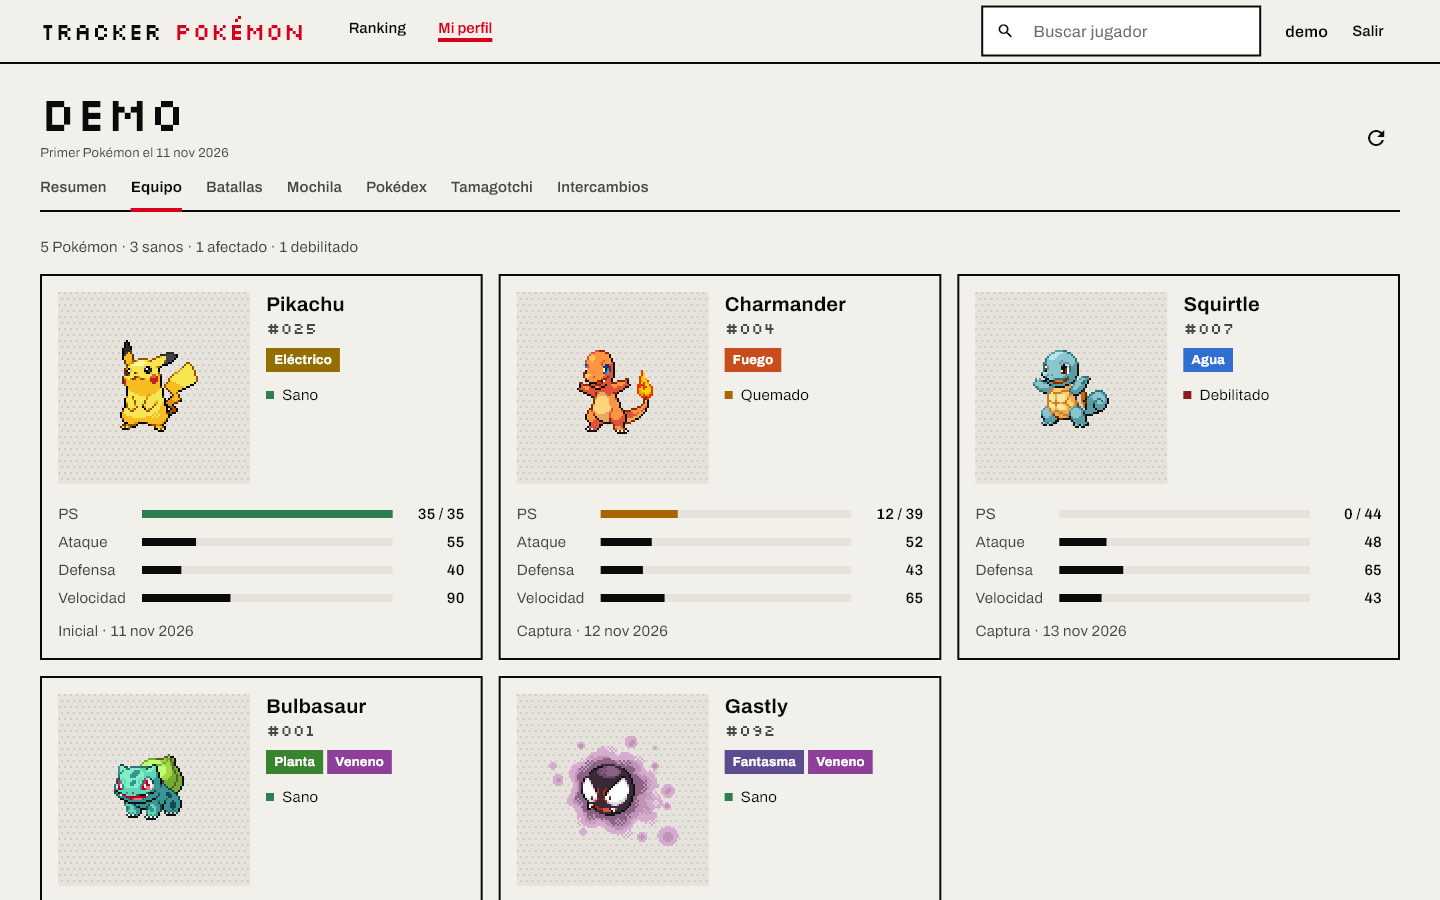 TRACKER POKÉMON Ranking Mi perfil Buscar jugador demo Salir
DEMO
Primer Pokémon el 11 nov 2026
Resumen Equipo Batallas Mochila Pokédex Tamagotchi Intercambios
5 Pokémon · 3 sanos · 1 afectado · 1 debilitado
Pikachu
#025
Eléctrico
Sano
PS 35 / 35
Ataque 55
Defensa 40
Velocidad 90
Inicial · 11 nov 2026
Charmander
#004
Fuego
Quemado
PS 12 / 39
Ataque 52
Defensa 43
Velocidad 65
Captura · 12 nov 2026
Squirtle
#007
Agua
Debilitado
PS 0 / 44
Ataque 48
Defensa 65
Velocidad 43
Captura · 13 nov 2026
Bulbasaur
#001
Planta Veneno
Sano
Gastly
#092
Fantasma Veneno
Sano